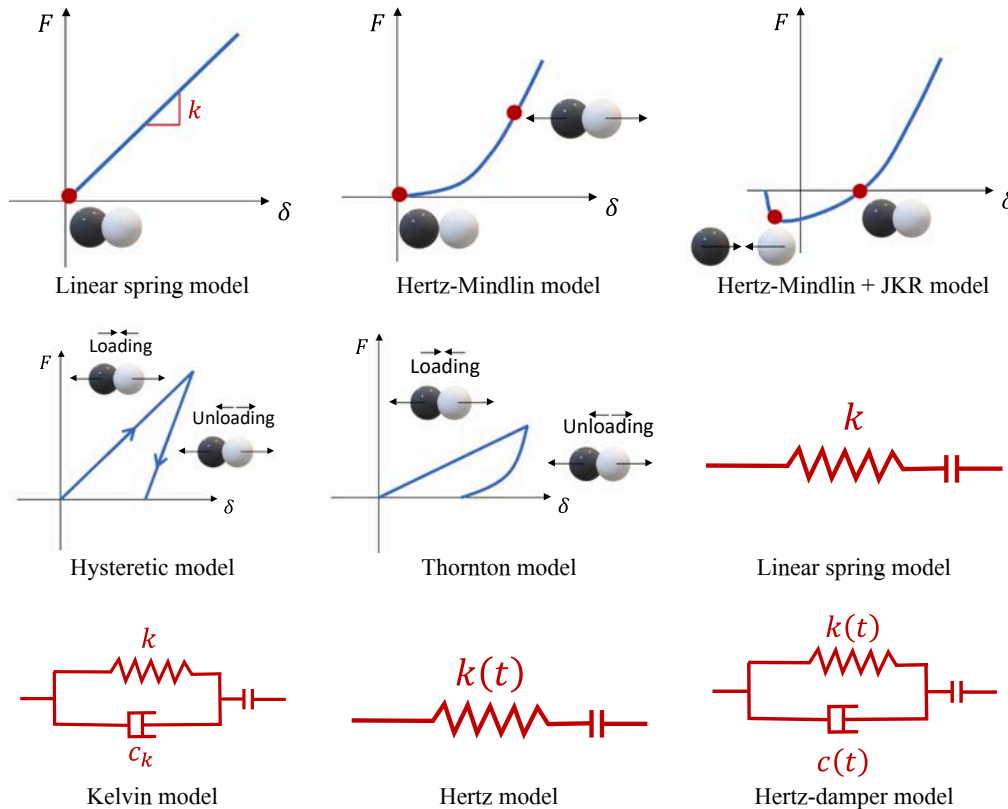 F
k
δ
Linear spring model
F
δ
Hertz-Mindlin model
F
δ
Hertz-Mindlin + JKR model
F
Loading
Unloading
δ
Hysteretic model
F
Loading
Unloading
δ
Thornton model
k
Linear spring model
k
c_k
Kelvin model
k(t)
Hertz model
k(t)
c(t)
Hertz-damper model